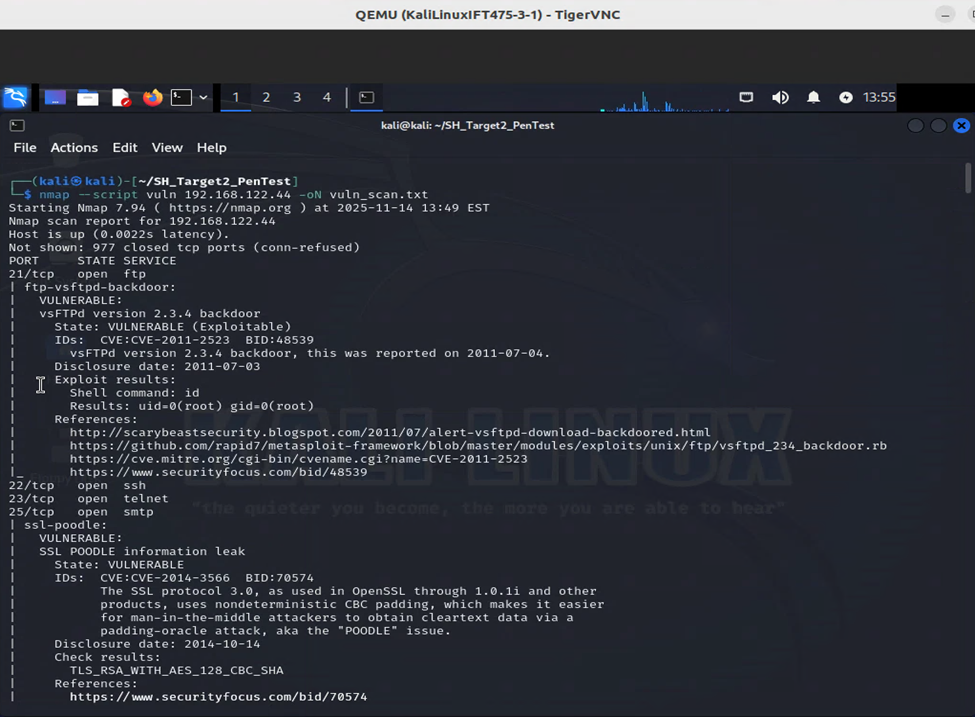 QEMU (KaliLinuxIFT475-3-1) - TigerVNC
1 2 3 4 13:55
kali@kali: ~/SH_Target2_PenTest
File Actions Edit View Help
┌──(kali㉿kali)-[~/SH_Target2_PenTest]
└─$ nmap --script vuln 192.168.122.44 -oN vuln_scan.txt
Starting Nmap 7.94 ( https://nmap.org ) at 2025-11-14 13:49 EST
Nmap scan report for 192.168.122.44
Host is up (0.0022s latency).
Not shown: 977 closed tcp ports (conn-refused)
PORT     STATE SERVICE
21/tcp   open  ftp
| ftp-vsftpd-backdoor:
|   VULNERABLE:
|   vsFTPd version 2.3.4 backdoor
|     State: VULNERABLE (Exploitable)
|     IDs:  CVE:CVE-2011-2523  BID:48539
|       vsFTPd version 2.3.4 backdoor, this was reported on 2011-07-04.
|     Disclosure date: 2011-07-03
|     Exploit results:
|       Shell command: id
|       Results: uid=0(root) gid=0(root)
|     References:
|       http://scarybeastsecurity.blogspot.com/2011/07/alert-vsftpd-download-backdoored.html
|       https://github.com/rapid7/metasploit-framework/blob/master/modules/exploits/unix/ftp/vsftpd_234_backdoor.rb
|       https://cve.mitre.org/cgi-bin/cvename.cgi?name=CVE-2011-2523
|_      https://www.securityfocus.com/bid/48539
22/tcp   open  ssh
23/tcp   open  telnet
25/tcp   open  smtp
| ssl-poodle:
|   VULNERABLE:
|   SSL POODLE information leak
|     State: VULNERABLE
|     IDs:  CVE:CVE-2014-3566  BID:70574
|           The SSL protocol 3.0, as used in OpenSSL through 1.0.1i and other
|           products, uses nondeterministic CBC padding, which makes it easier
|           for man-in-the-middle attackers to obtain cleartext data via a
|           padding-oracle attack, aka the "POODLE" issue.
|     Disclosure date: 2014-10-14
|     Check results:
|       TLS_RSA_WITH_AES_128_CBC_SHA
|     References:
|       https://www.securityfocus.com/bid/70574
KALI LINUX
"the quieter you become, the more you are able to hear"